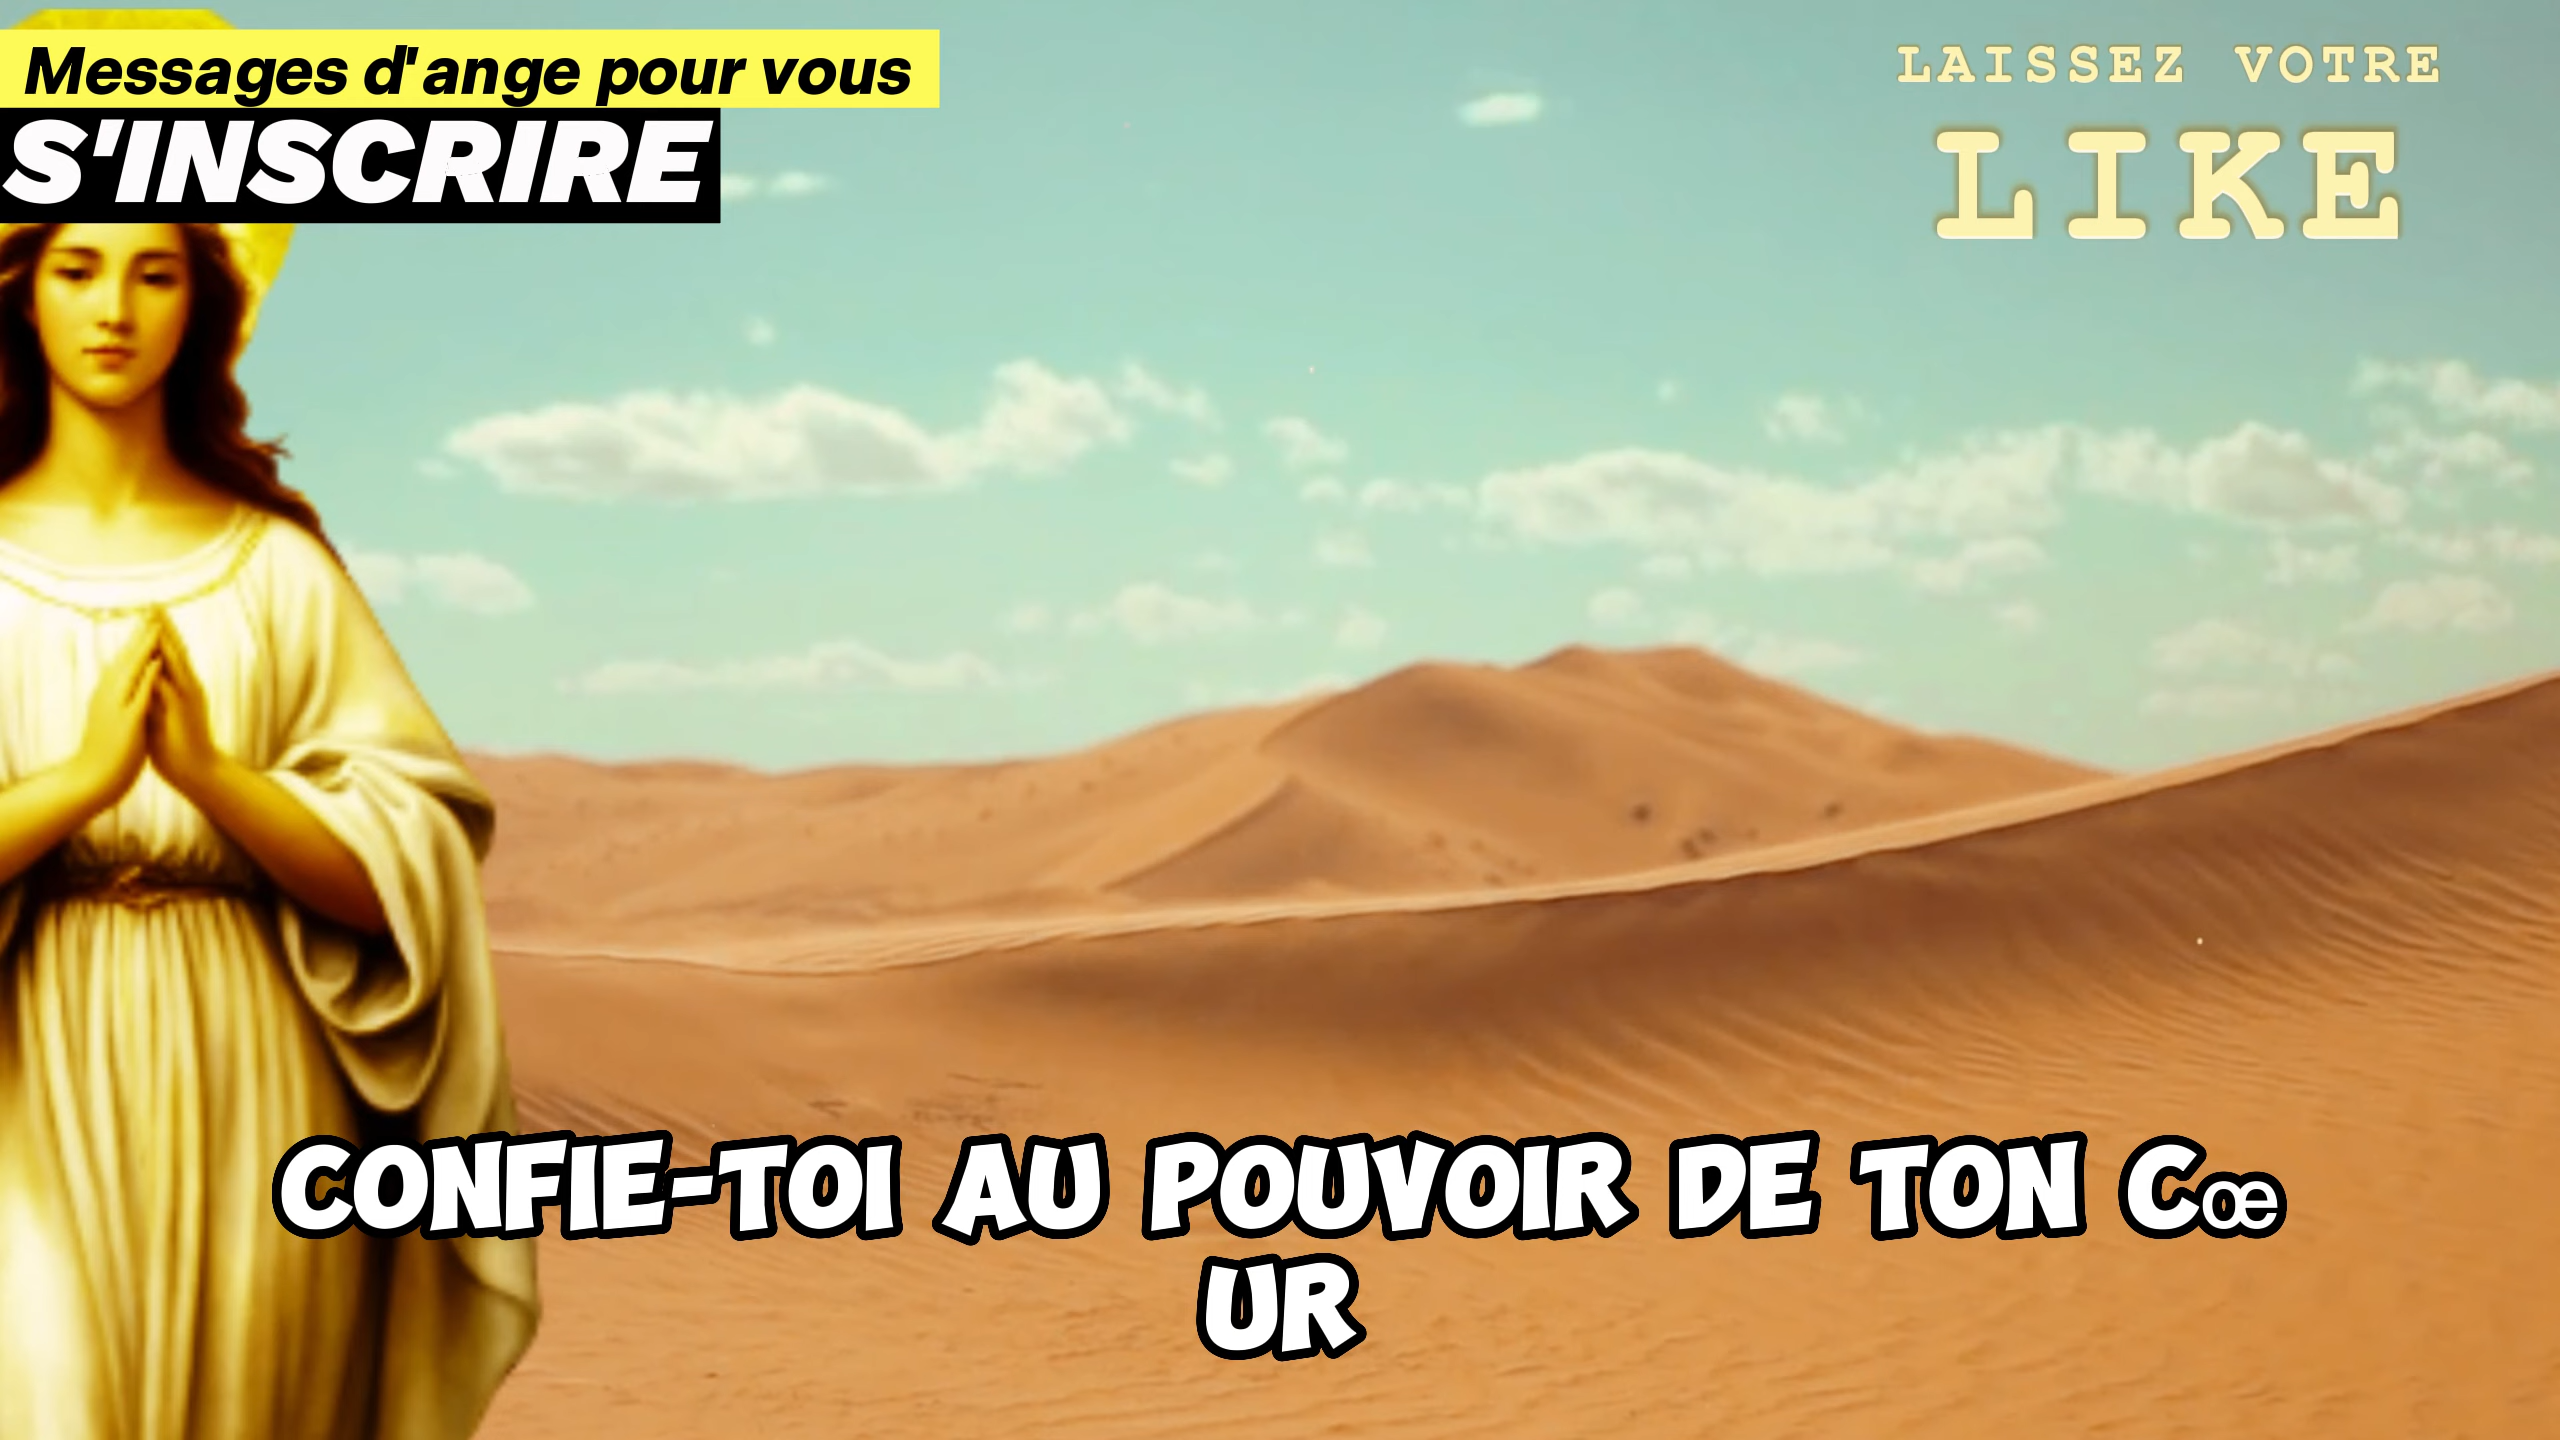 Messages d'ange pour vous
S'INSCRIRE
LAISSEZ VOTRE
LIKE
CONFIE-TOI AU POUVOIR DE TON Cœ
UR